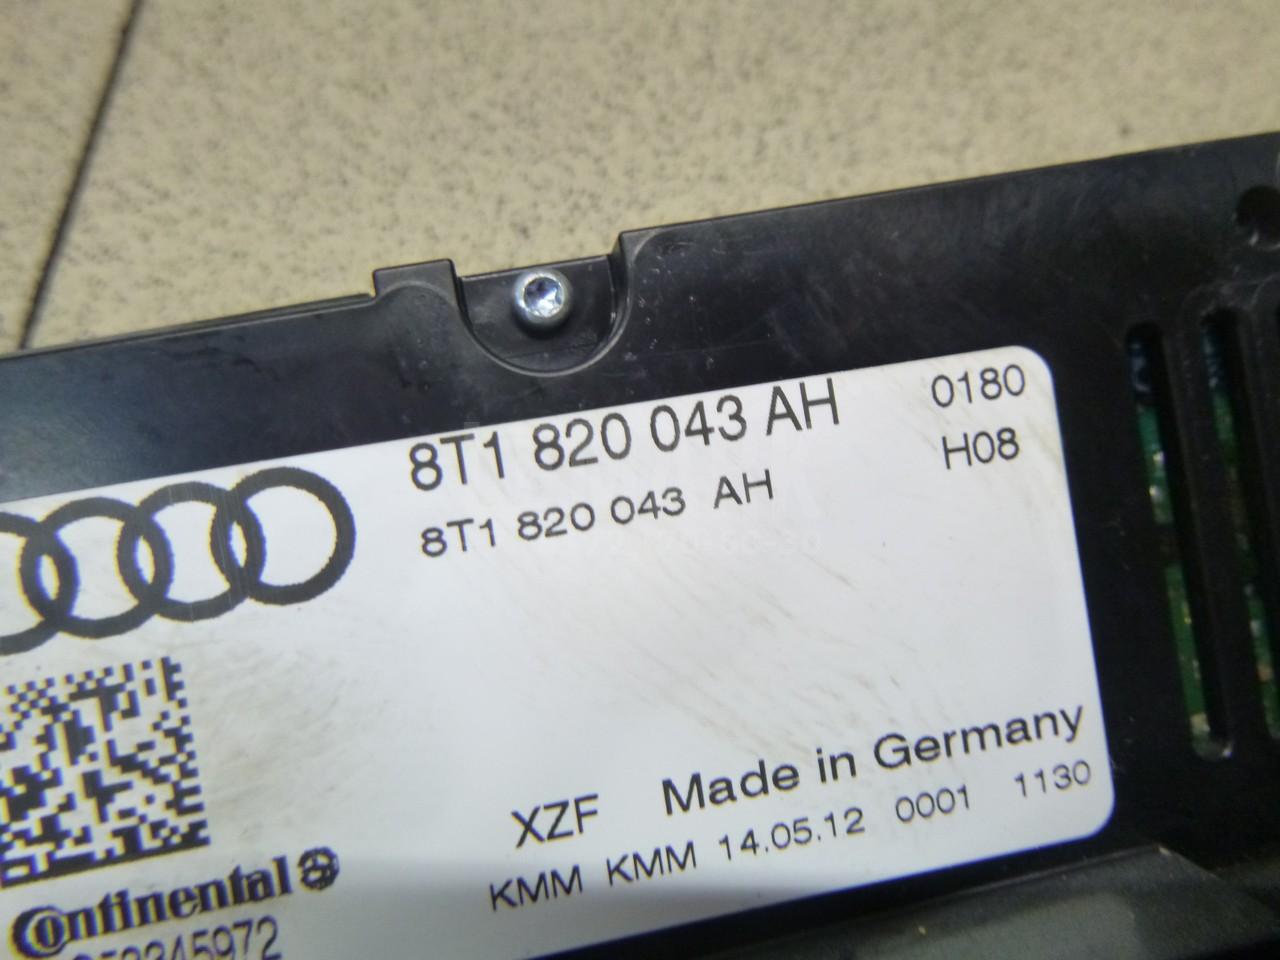 8T1 820 043 AH 0180
8T1 820 043 AH H08
XZF Made in Germany
KMM KMM 14.05.12 0001 1130
Continental